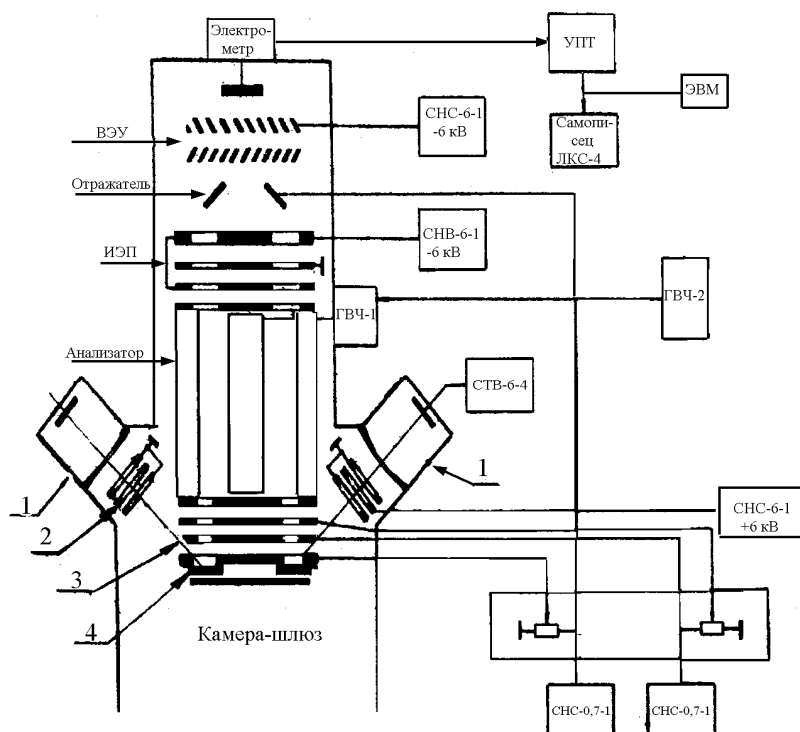 Электро-
метр
УПТ
ЭВМ
Самопи-
сец
ЛКС-4
СНС-6-1
-6 кВ
ВЭУ
Отражатель
ИЭП
СНВ-6-1
-6 кВ
ГВЧ-1
ГВЧ-2
Анализатор
СТВ-6-4
1
1
2
3
4
СНС-6-1
+6 кВ
Камера-шлюз
СНС-0,7-1
СНС-0,7-1